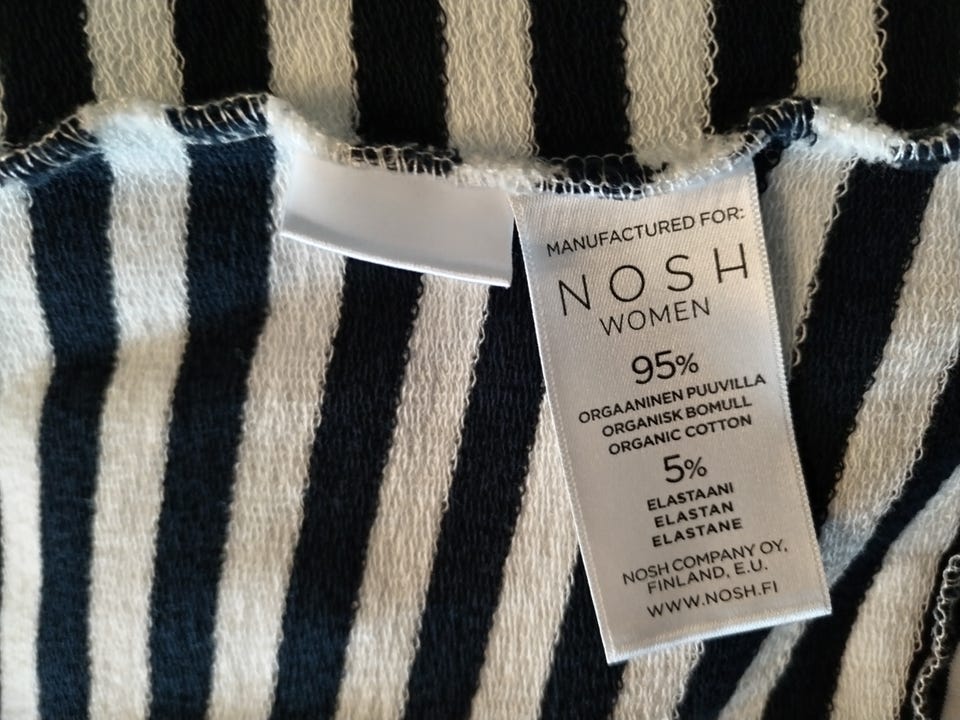 MANUFACTURED FOR:
NOSH
WOMEN
95%
ORGAANINEN PUUVILLA
ORGANISK BOMULL
ORGANIC COTTON
5%
ELASTAANI
ELASTAN
ELASTANE
NOSH COMPANY OY,
FINLAND, E.U.
WWW.NOSH.FI